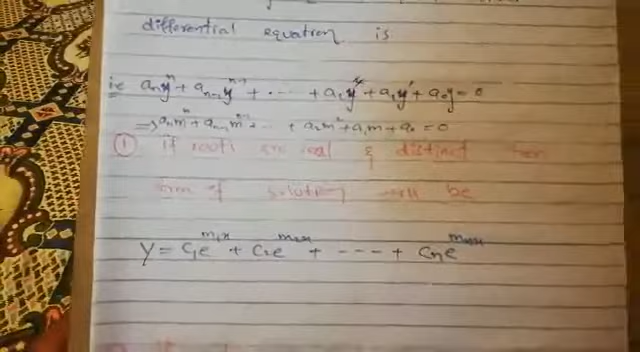 differential equation is
ie aₙyⁿ + aₙ₋₁yⁿ⁻¹ + ---- + a₂y'' + a₁y' + a₀y = 0
⇒ aₙmⁿ + aₙ₋₁mⁿ⁻¹ + -- + a₂m² + a₁m + a₀ = 0
① If roots are real & distinct then
form of solution will be
y = c₁e^m₁x + c₂e^m₂x + ---- + cₙe^mₙx